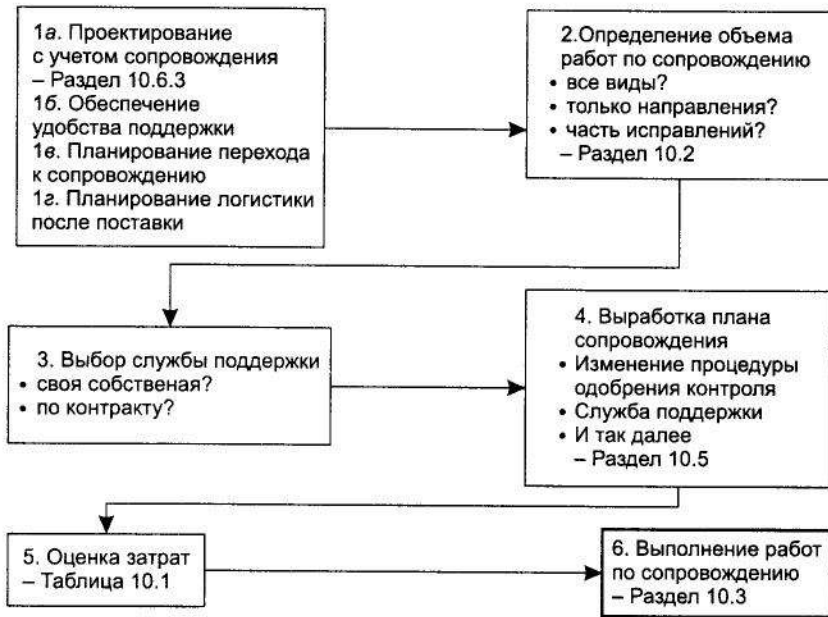 1а. Проектирование
с учетом сопровождения
– Раздел 10.6.3
1б. Обеспечение
удобства поддержки
1в. Планирование перехода
к сопровождению
1г. Планирование логистики
после поставки
2.Определение объема
работ по сопровождению
• все виды?
• только направления?
• часть исправлений?
– Раздел 10.2
3. Выбор службы поддержки
• своя собственая?
• по контракту?
4. Выработка плана
сопровождения
• Изменение процедуры
одобрения контроля
• Служба поддержки
• И так далее
– Раздел 10.5
5. Оценка затрат
– Таблица 10.1
6. Выполнение работ
по сопровождению
– Раздел 10.3